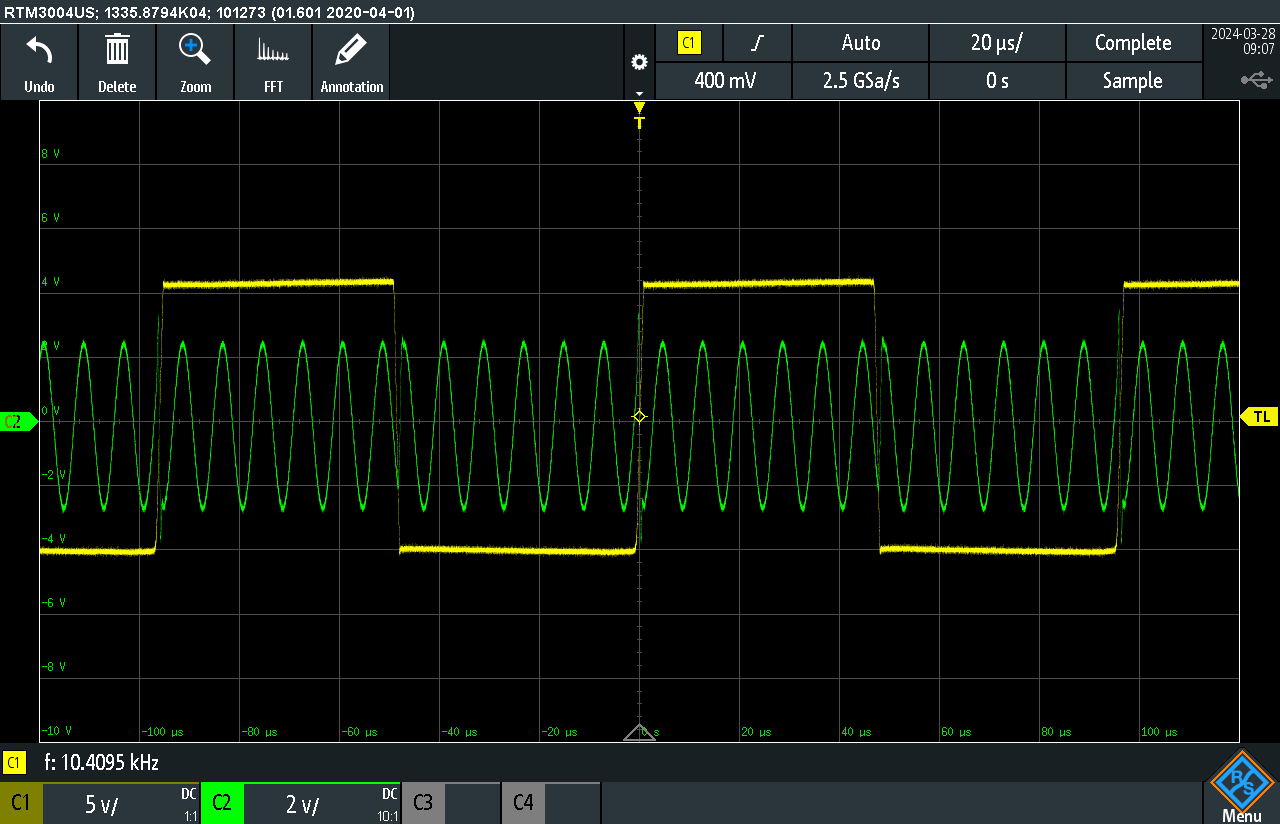 RTM3004US; 1335.8794K04; 101273 (01.601 2020-04-01)
Undo Delete Zoom FFT Annotation
C1 Auto 20 µs/ Complete
400 mV 2.5 GSa/s 0 s Sample
2024-03-28
09:07
T
8 V
6 V
4 V
2 V
0 V
C2
TL
-2 V
-4 V
-6 V
-8 V
-10 V -100 µs -80 µs -60 µs -40 µs -20 µs 0 s 20 µs 40 µs 60 µs 80 µs 100 µs
C1 f: 10.4095 kHz
C1 5 v/ DC 1:1 C2 2 v/ DC 10:1 C3 C4
R S
Menu